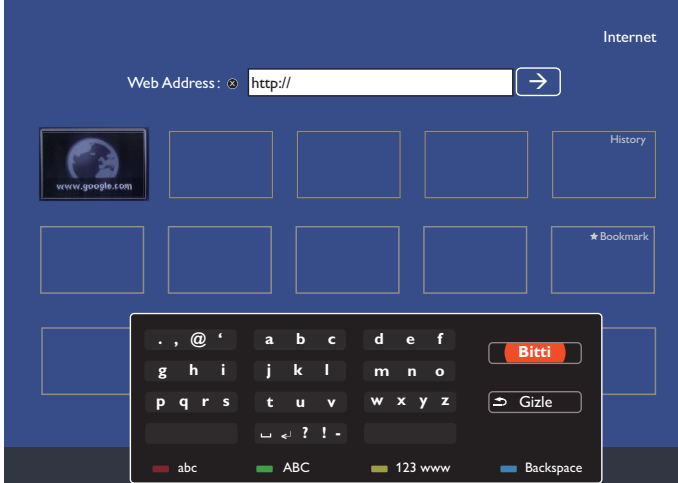 Internet
Web Address : http://
www.google.com
History
★Bookmark
. , @ ‘ a b c d e f
Bitti
g h i j k l m n o
p q r s t u v w x y z
Gizle
␣ ↵ ? ! -
abc ABC 123 www Backspace